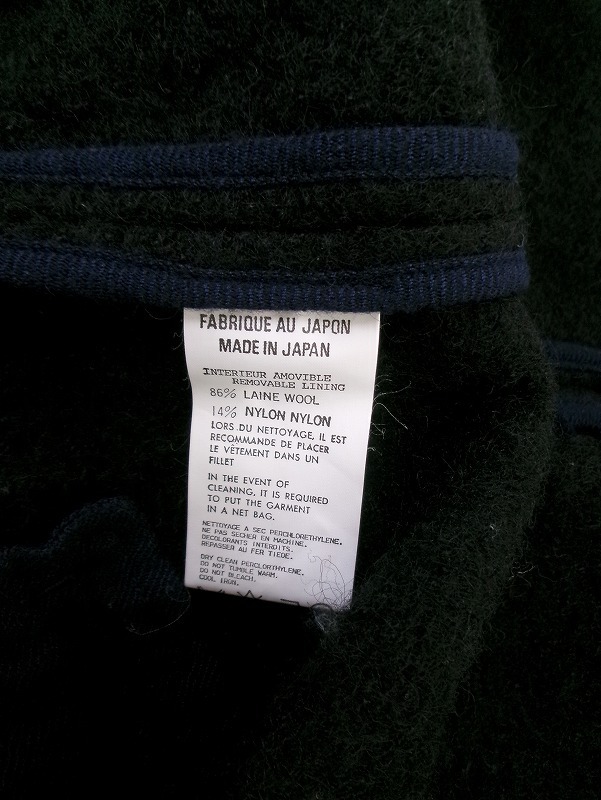 FABRIQUE AU JAPON
MADE IN JAPAN
INTERIEUR AMOVIBLE
REMOVABLE LINING
86% LAINE WOOL
14% NYLON NYLON
LORS DU NETTOYAGE, IL EST
RECOMMANDE DE PLACER
LE VÊTEMENT DANS UN
FILLET
IN THE EVENT OF
CLEANING, IT IS REQUIRED
TO PUT THE GARMENT
IN A NET BAG.
NETTOYAGE A SEC PERCHLORETHYLENE.
NE PAS SECHER EN MACHINE.
DECOLORANTS INTERDITS.
REPASSER AU FER TIEDE.
DRY CLEAN PERCLORTHYLENE.
DO NOT TUMBLE WARM.
DO NOT BLEACH.
COOL IRON.